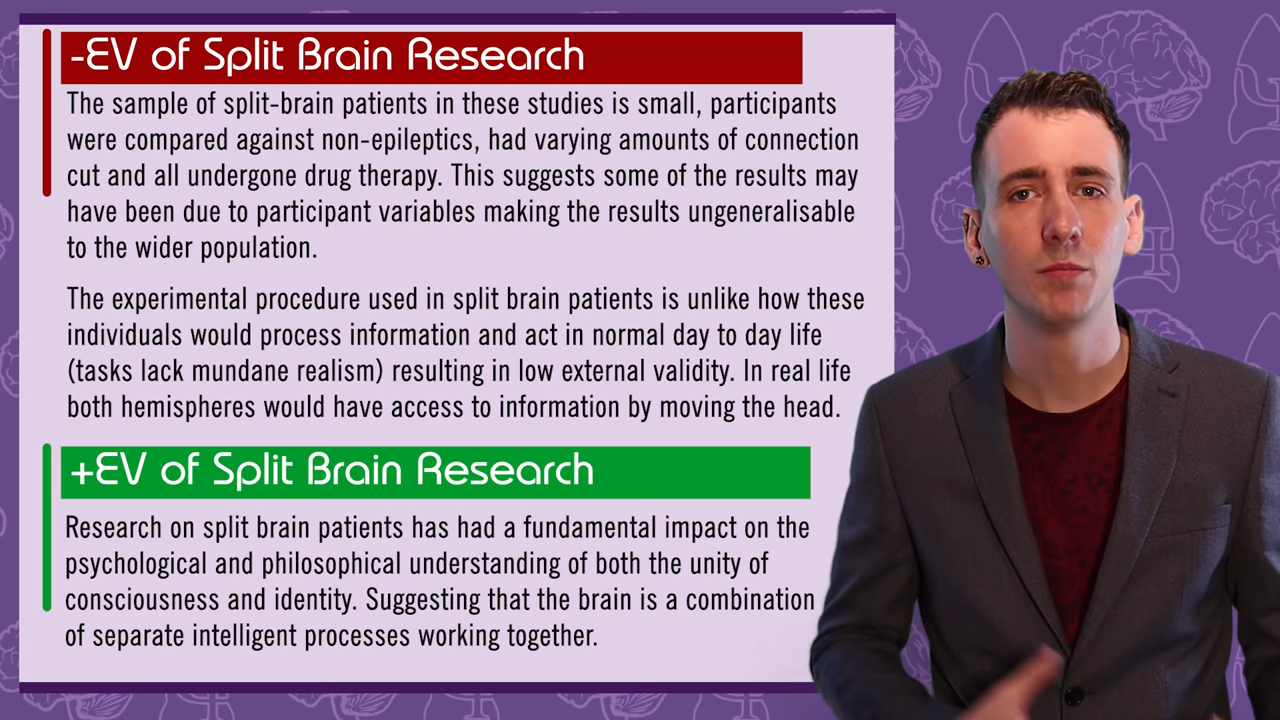 -EV of Split Brain Research
The sample of split-brain patients in these studies is small, participants
were compared against non-epileptics, had varying amounts of connection
cut and all undergone drug therapy. This suggests some of the results may
have been due to participant variables making the results ungeneralisable
to the wider population.
The experimental procedure used in split brain patients is unlike how these
individuals would process information and act in normal day to day life
(tasks lack mundane realism) resulting in low external validity. In real life
both hemispheres would have access to information by moving the head.
+EV of Split Brain Research
Research on split brain patients has had a fundamental impact on the
psychological and philosophical understanding of both the unity of
consciousness and identity. Suggesting that the brain is a combination
of separate intelligent processes working together.